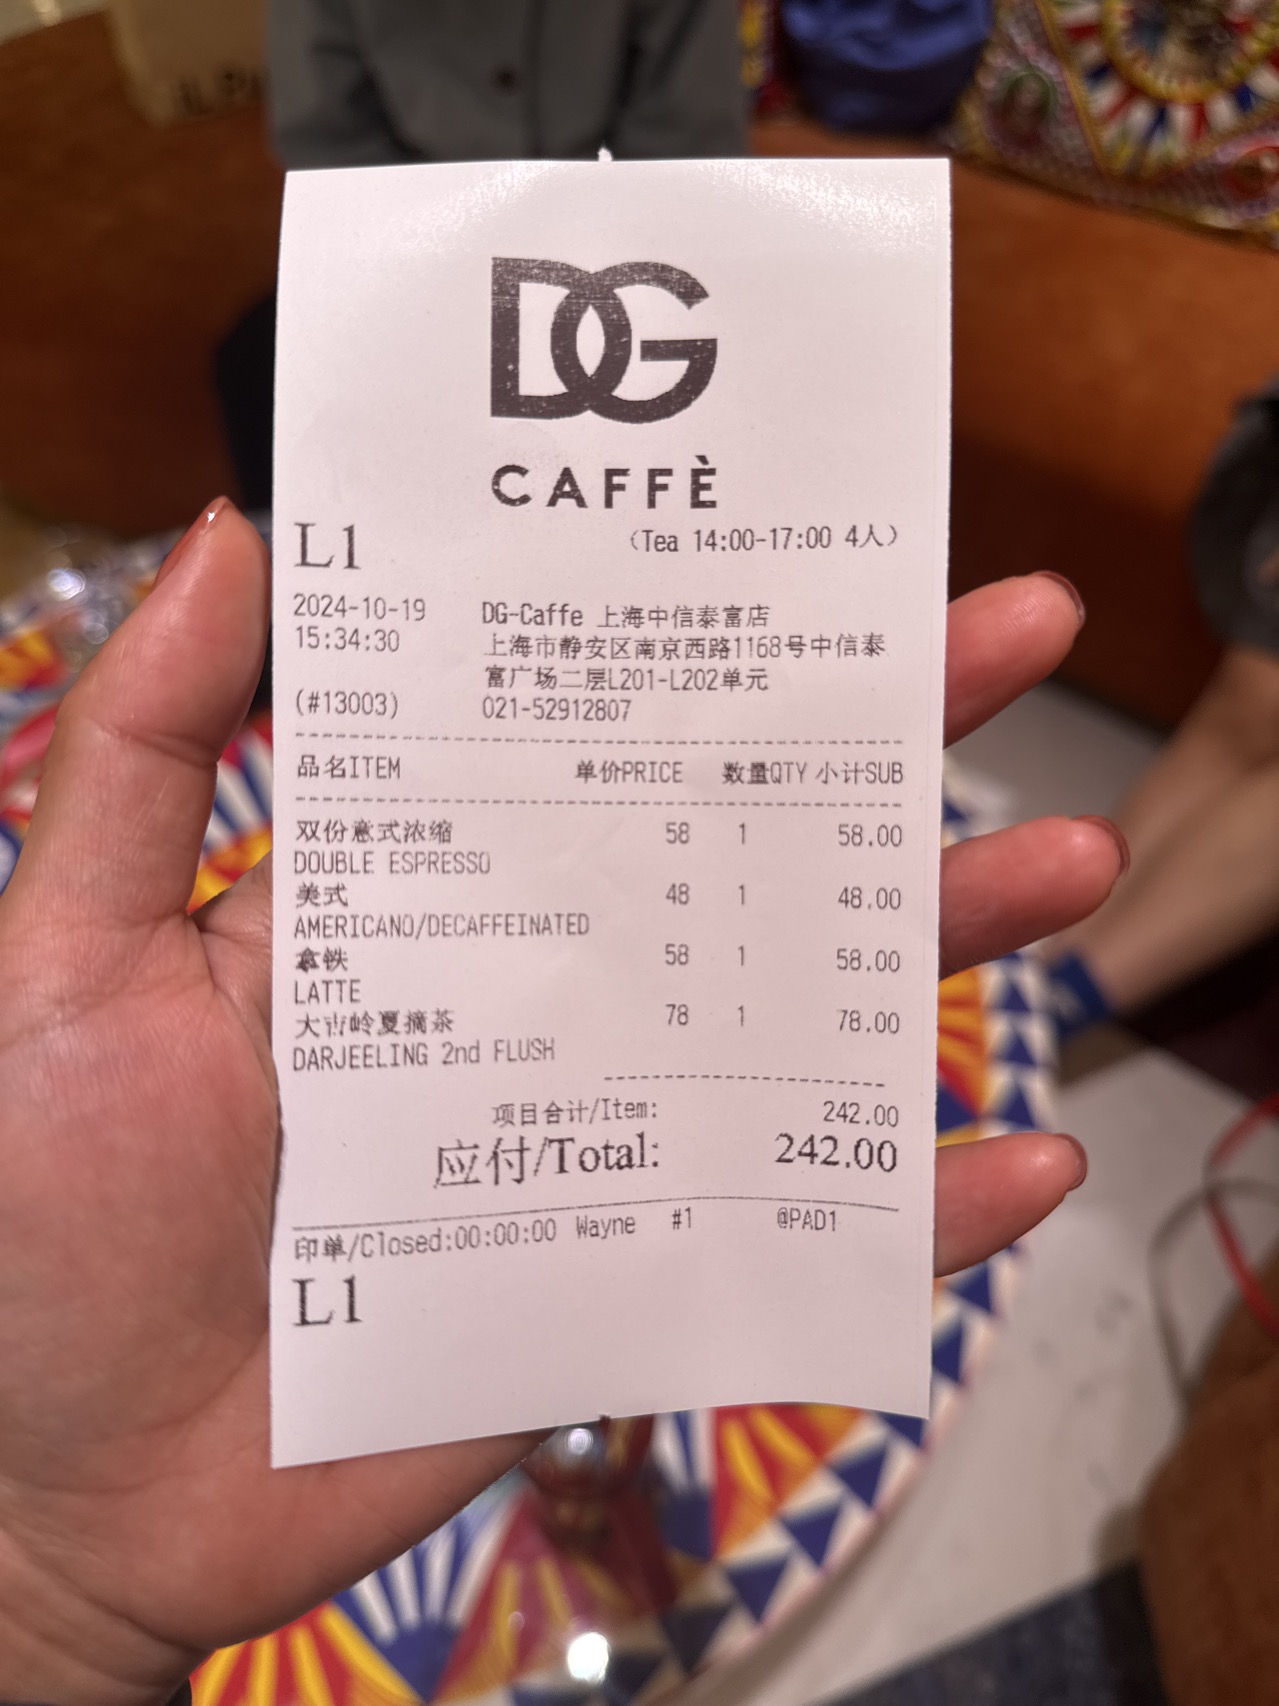 DG
CAFFÈ
L1 （Tea 14:00-17:00 4人）
2024-10-19 DG-Caffe 上海中信泰富店
15:34:30 上海市静安区南京西路1168号中信泰
富广场二层L201-L202单元
(#13003) 021-52912807
品名ITEM 单价PRICE 数量QTY 小计SUB
双份意式浓缩 58 1 58.00
DOUBLE ESPRESSO
美式 48 1 48.00
AMERICANO/DECAFFEINATED
拿铁 58 1 58.00
LATTE
大吉岭夏摘茶 78 1 78.00
DARJEELING 2nd FLUSH
项目合计/Item: 242.00
应付/Total: 242.00
印单/Closed:00:00:00 Wayne #1 @PAD1
L1